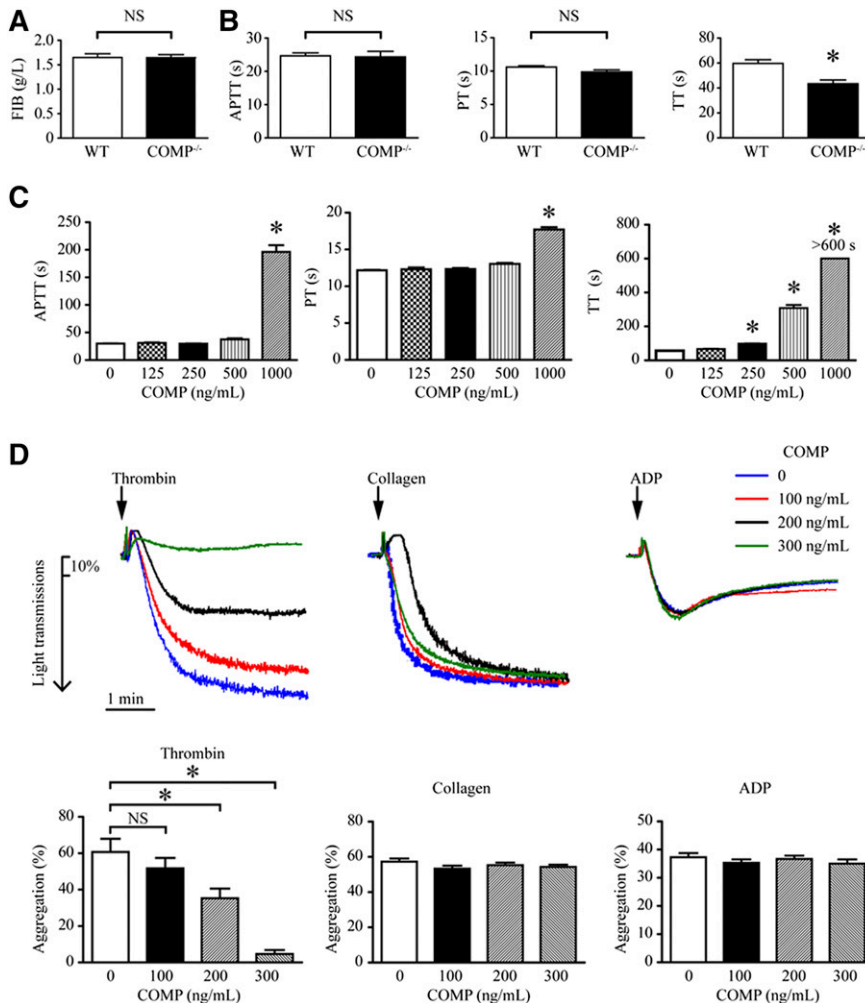 A
NS
FIB (g/L)
2.0
1.5
1.0
0.5
0.0
WT
COMP-/-
B
NS
APTT (s)
30
20
10
0
WT
COMP-/-
NS
PT (s)
15
10
5
0
WT
COMP-/-
TT (s)
80
60
40
20
0
*
WT
COMP-/-
C
APTT (s)
250
200
150
100
50
0
*
0 125 250 500 1000
COMP (ng/mL)
PT (s)
20
16
12
8
4
0
*
0 125 250 500 1000
COMP (ng/mL)
TT (s)
800
600
400
200
0
*
*
*
>600 s
0 125 250 500 1000
COMP (ng/mL)
D
Thrombin
Collagen
ADP
COMP
0
100 ng/mL
200 ng/mL
300 ng/mL
10%
Light transmissions
1 min
Thrombin
*
*
NS
Aggregation (%)
80
60
40
20
0
0 100 200 300
COMP (ng/mL)
Collagen
Aggregation (%)
80
60
40
20
0
0 100 200 300
COMP (ng/mL)
ADP
Aggregation (%)
50
40
30
20
10
0
0 100 200 300
COMP (ng/mL)